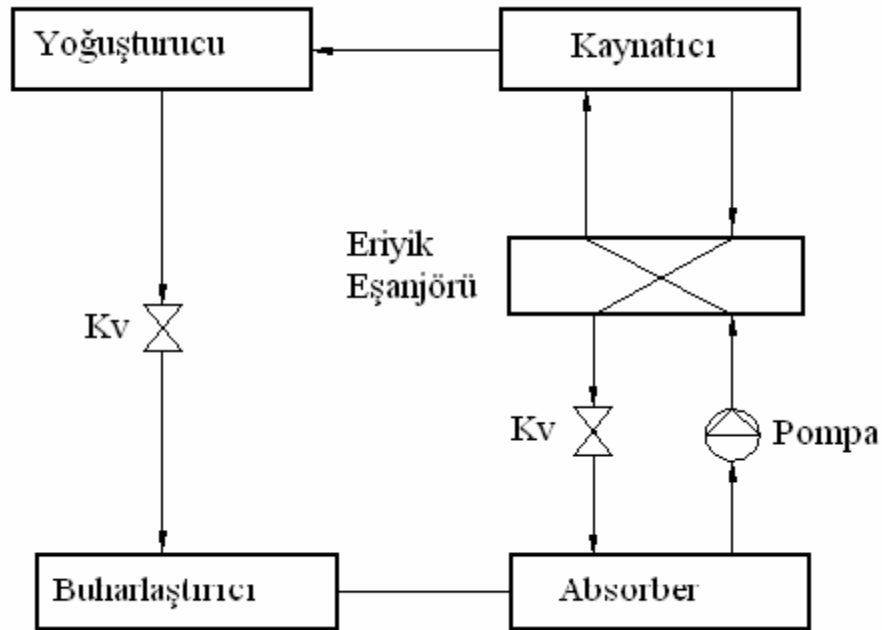 Yoğuşturucu
Kaynatıcı
Eriyik
Eşanjörü
Kv
Kv
Pompa
Buharlaştırıcı
Absorber